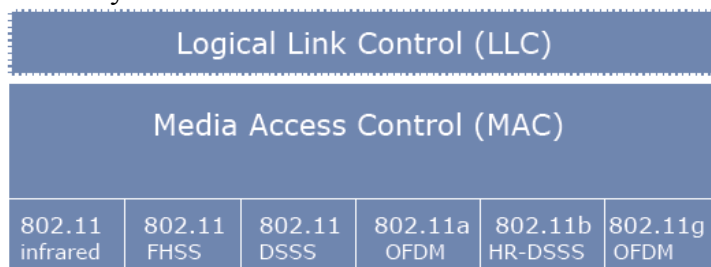 Logical Link Control (LLC)
Media Access Control (MAC)
802.11 infrared
802.11 FHSS
802.11 DSSS
802.11a OFDM
802.11b HR-DSSS
802.11g OFDM